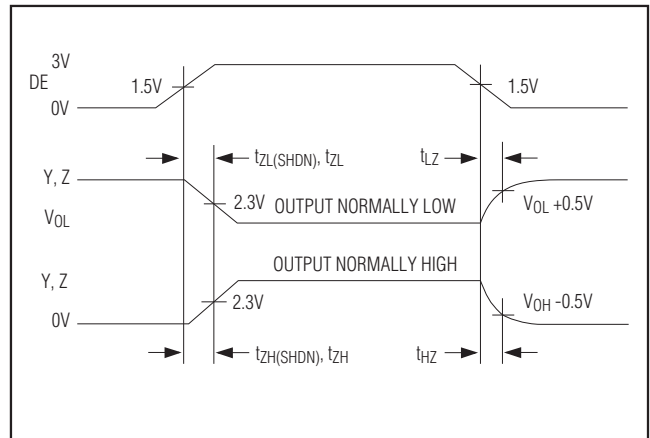 3V
DE
1.5V
1.5V
0V
tZL(SHDN), tZL
tLZ
Y, Z
2.3V
OUTPUT NORMALLY LOW
VOL +0.5V
VOL
OUTPUT NORMALLY HIGH
Y, Z
2.3V
VOH -0.5V
0V
tZH(SHDN), tZH
tHZ